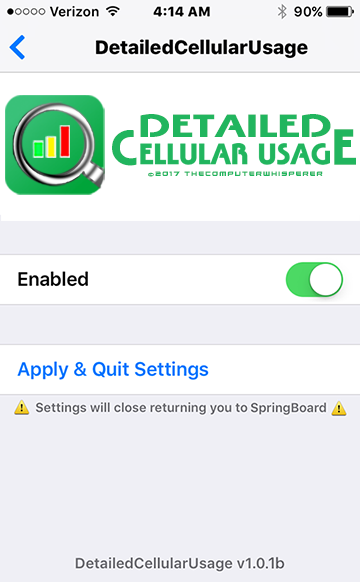 Verizon 4:14 AM 90%
DetailedCellularUsage
DETAILED
CELLULAR USAGE
©2017 THECOMPUTERWHISPERER
Enabled
Apply & Quit Settings
⚠️ Settings will close returning you to SpringBoard ⚠️
DetailedCellularUsage v1.0.1b